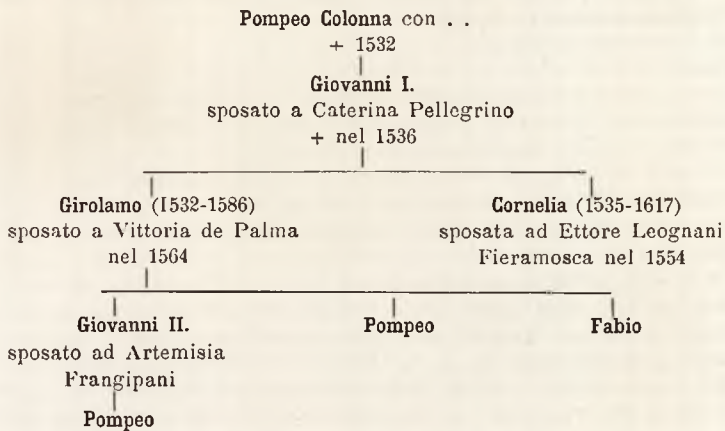 Pompeo Colonna con . .
+ 1532
Giovanni I.
sposato a Caterina Pellegrino
+ nel 1536
Girolamo (1532-1586)
sposato a Vittoria de Palma
nel 1564
Cornelia (1535-1617)
sposata ad Ettore Leognani
Fieramosca nel 1554
Giovanni II.
sposato ad Artemisia
Frangipani
Pompeo
Fabio
Pompeo